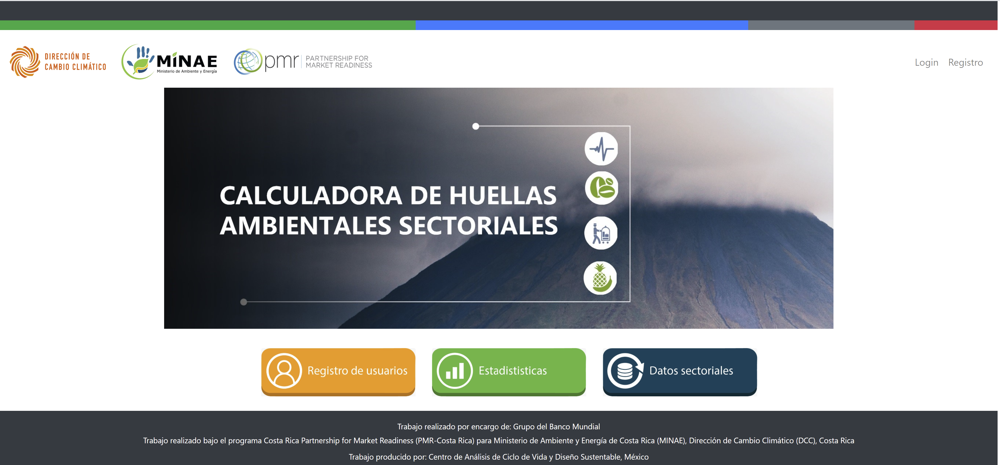 DIRECCIÓN DE
CAMBIO CLIMÁTICO
MINAE
Ministerio de Ambiente y Energía
pmr
PARTNERSHIP FOR
MARKET READINESS
Login Registro
CALCULADORA DE HUELLAS
AMBIENTALES SECTORIALES
Registro de usuarios
Estadististicas
Datos sectoriales
Trabajo realizado por encargo de: Grupo del Banco Mundial
Trabajo realizado bajo el programa Costa Rica Partnership for Market Readiness (PMR-Costa Rica) para Ministerio de Ambiente y Energía de Costa Rica (MINAE), Dirección de Cambio Climático (DCC), Costa Rica
Trabajo producido por: Centro de Análisis de Ciclo de Vida y Diseño Sustentable, México